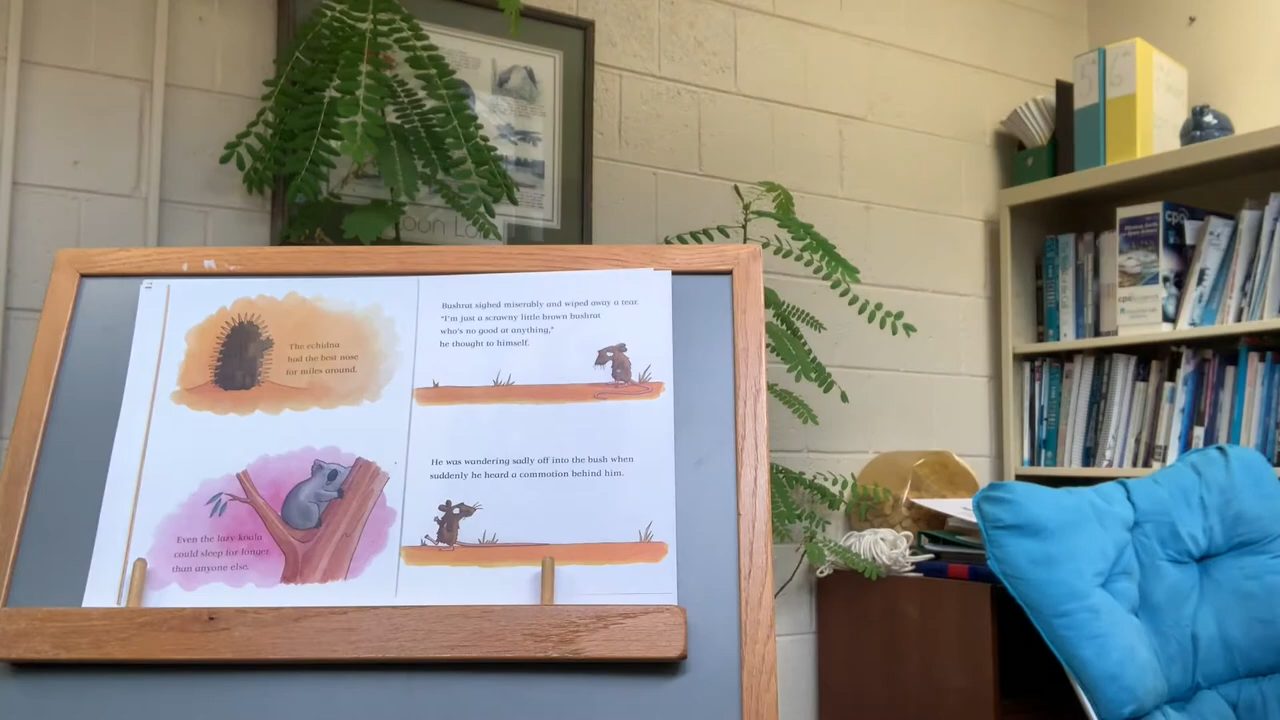 The echidna
had the best nose
for miles around.
Even the lazy koala
could sleep for longer
than anyone else.
Bushrat sighed miserably and wiped away a tear.
"I'm just a scrawny little brown bushrat
who's no good at anything,"
he thought to himself.
He was wandering sadly off into the bush when
suddenly he heard a commotion behind him.
cpo
cpo